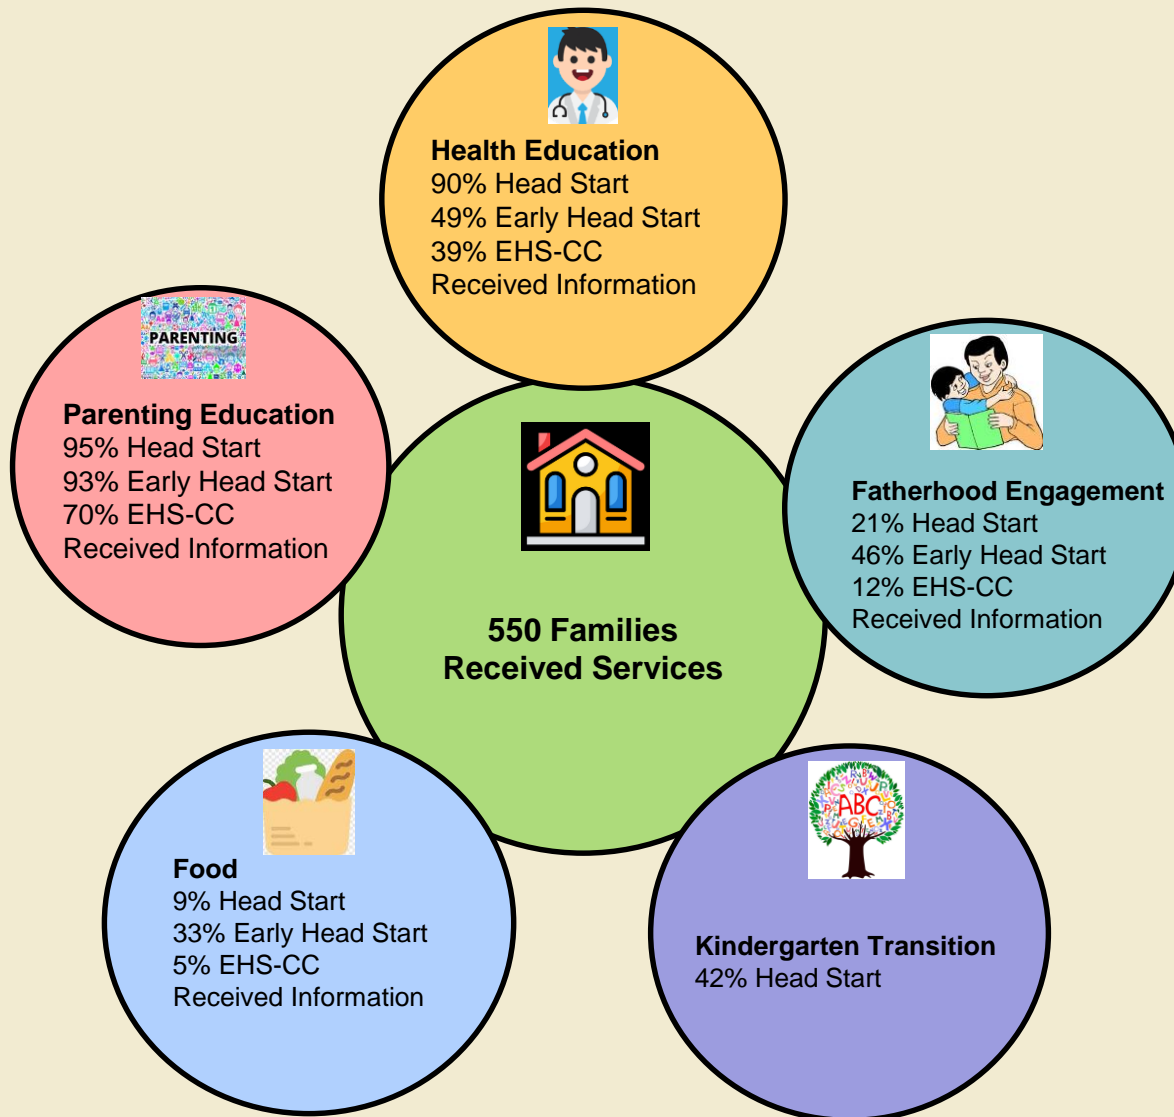 Health Education
90% Head Start
49% Early Head Start
39% EHS-CC
Received Information
PARENTING
Parenting Education
95% Head Start
93% Early Head Start
70% EHS-CC
Received Information
Fatherhood Engagement
21% Head Start
46% Early Head Start
12% EHS-CC
Received Information
550 Families
Received Services
Food
9% Head Start
33% Early Head Start
5% EHS-CC
Received Information
ABC
Kindergarten Transition
42% Head Start